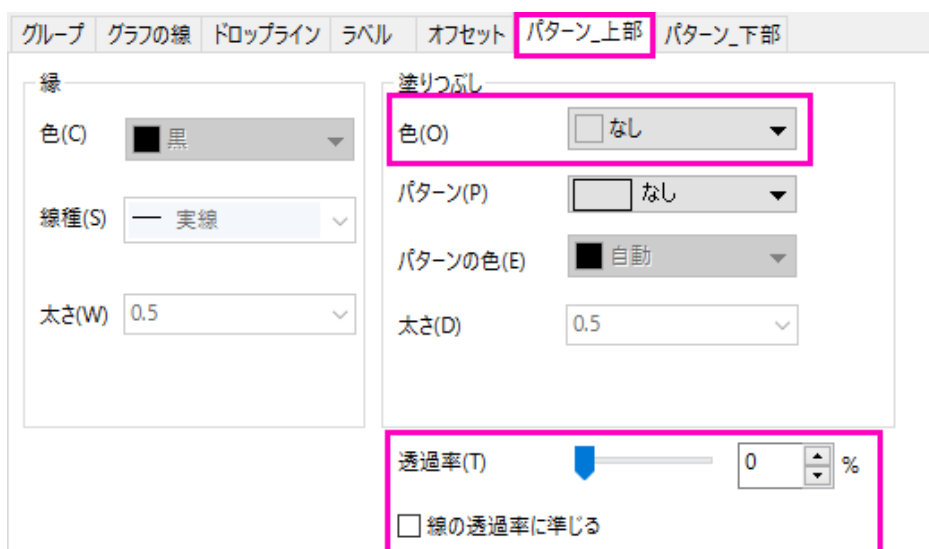 グループ グラフの線 ドロップライン ラベル オフセット パターン_上部 パターン_下部
縁
色(C) 黒
線種(S) 実線
太さ(W) 0.5
塗りつぶし
色(O) なし
パターン(P) なし
パターンの色(E) 自動
太さ(D) 0.5
透過率(T) 0 %
線の透過率に準じる